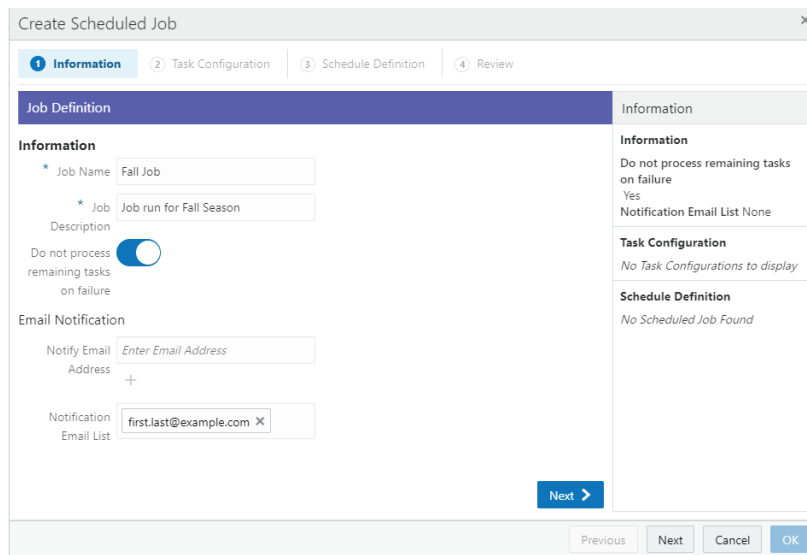 Create Scheduled Job ×
1 Information 2 Task Configuration 3 Schedule Definition 4 Review
Job Definition
Information
* Job Name Fall Job
* Job Description Job run for Fall Season
Do not process
remaining tasks
on failure
Email Notification
Notify Email
Address
Enter Email Address
+
Notification
Email List
first.last@example.com ×
Next >
Information
Information
Do not process remaining tasks
on failure
Yes
Notification Email List None
Task Configuration
No Task Configurations to display
Schedule Definition
No Scheduled Job Found
Previous Next Cancel OK